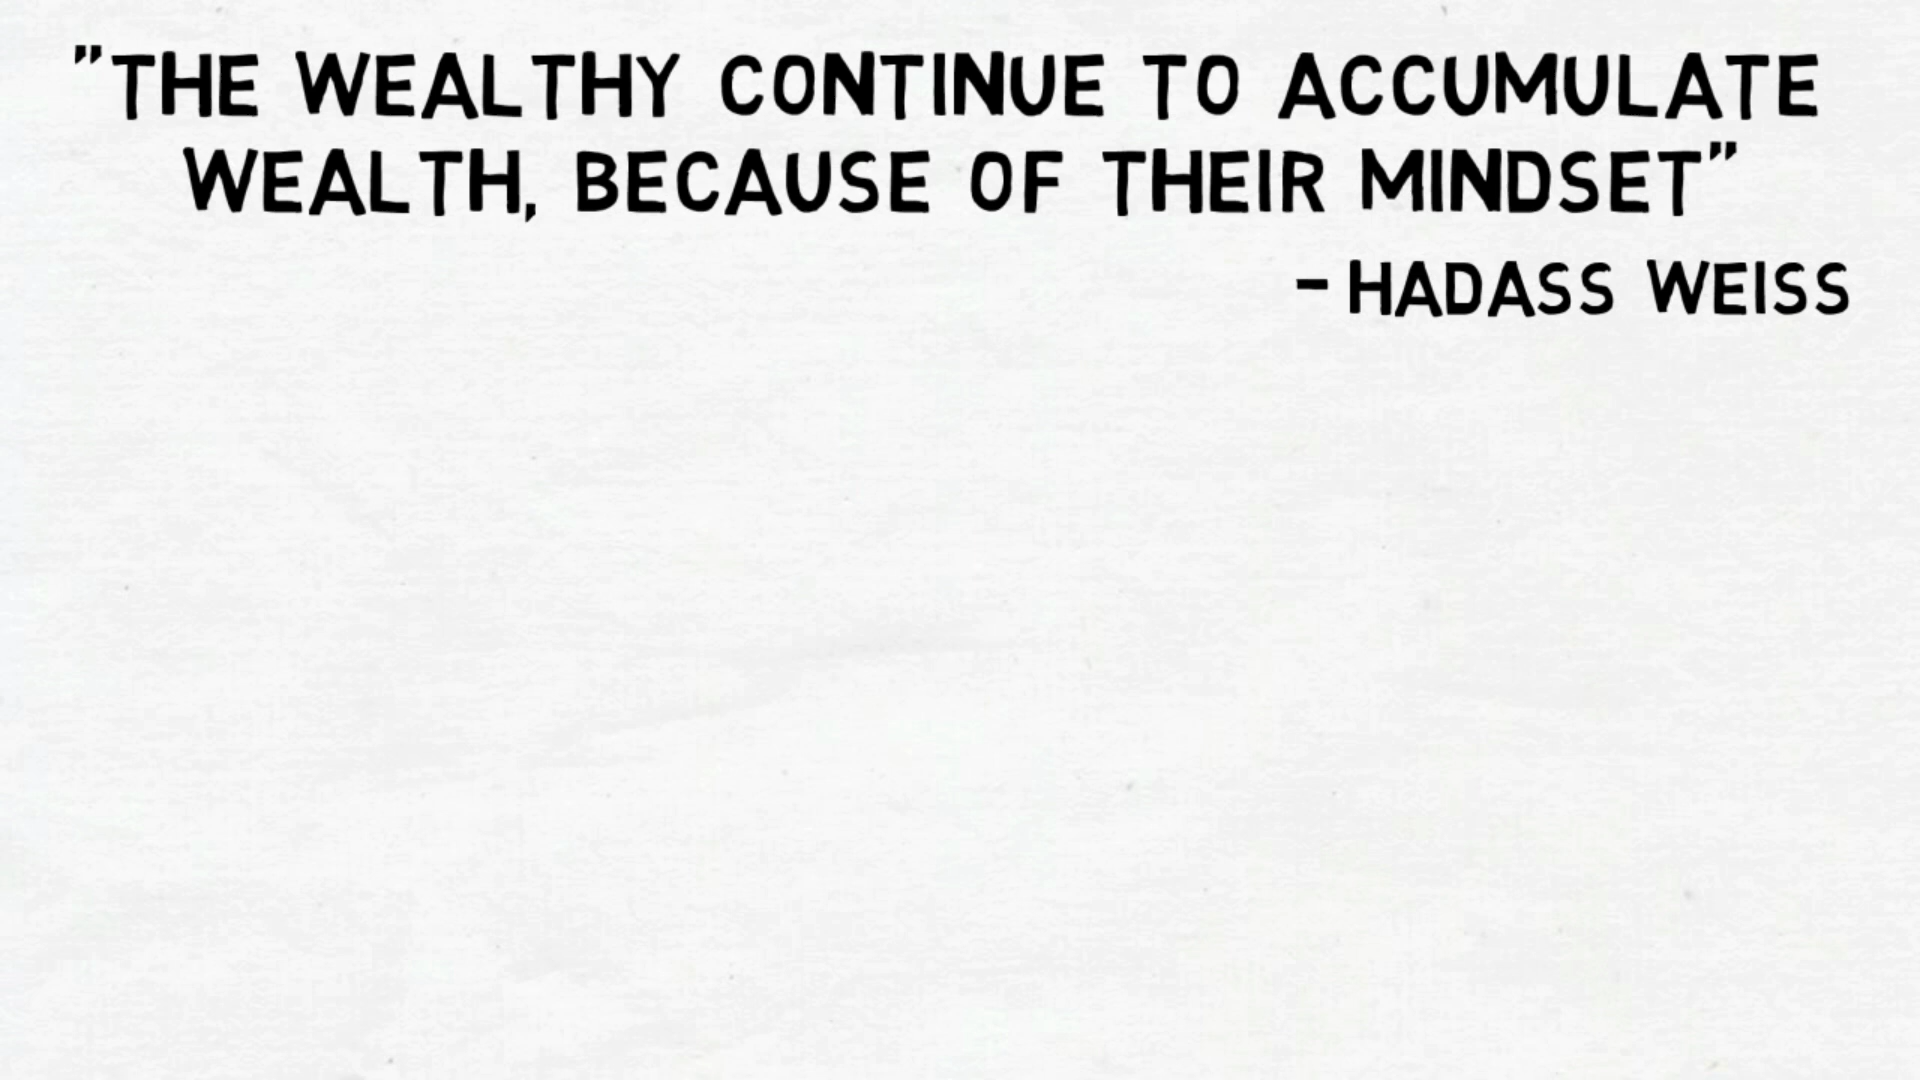 "THE WEALTHY CONTINUE TO ACCUMULATE
WEALTH, BECAUSE OF THEIR MINDSET"
- HADASS WEISS